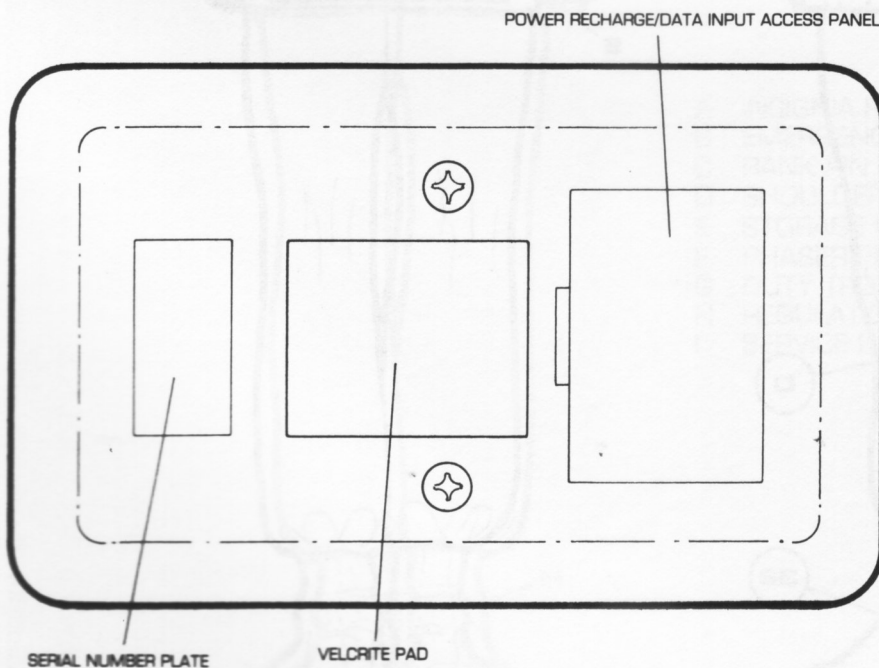 POWER RECHARGE/DATA INPUT ACCESS PANEL
SERIAL NUMBER PLATE
VELCRITE PAD